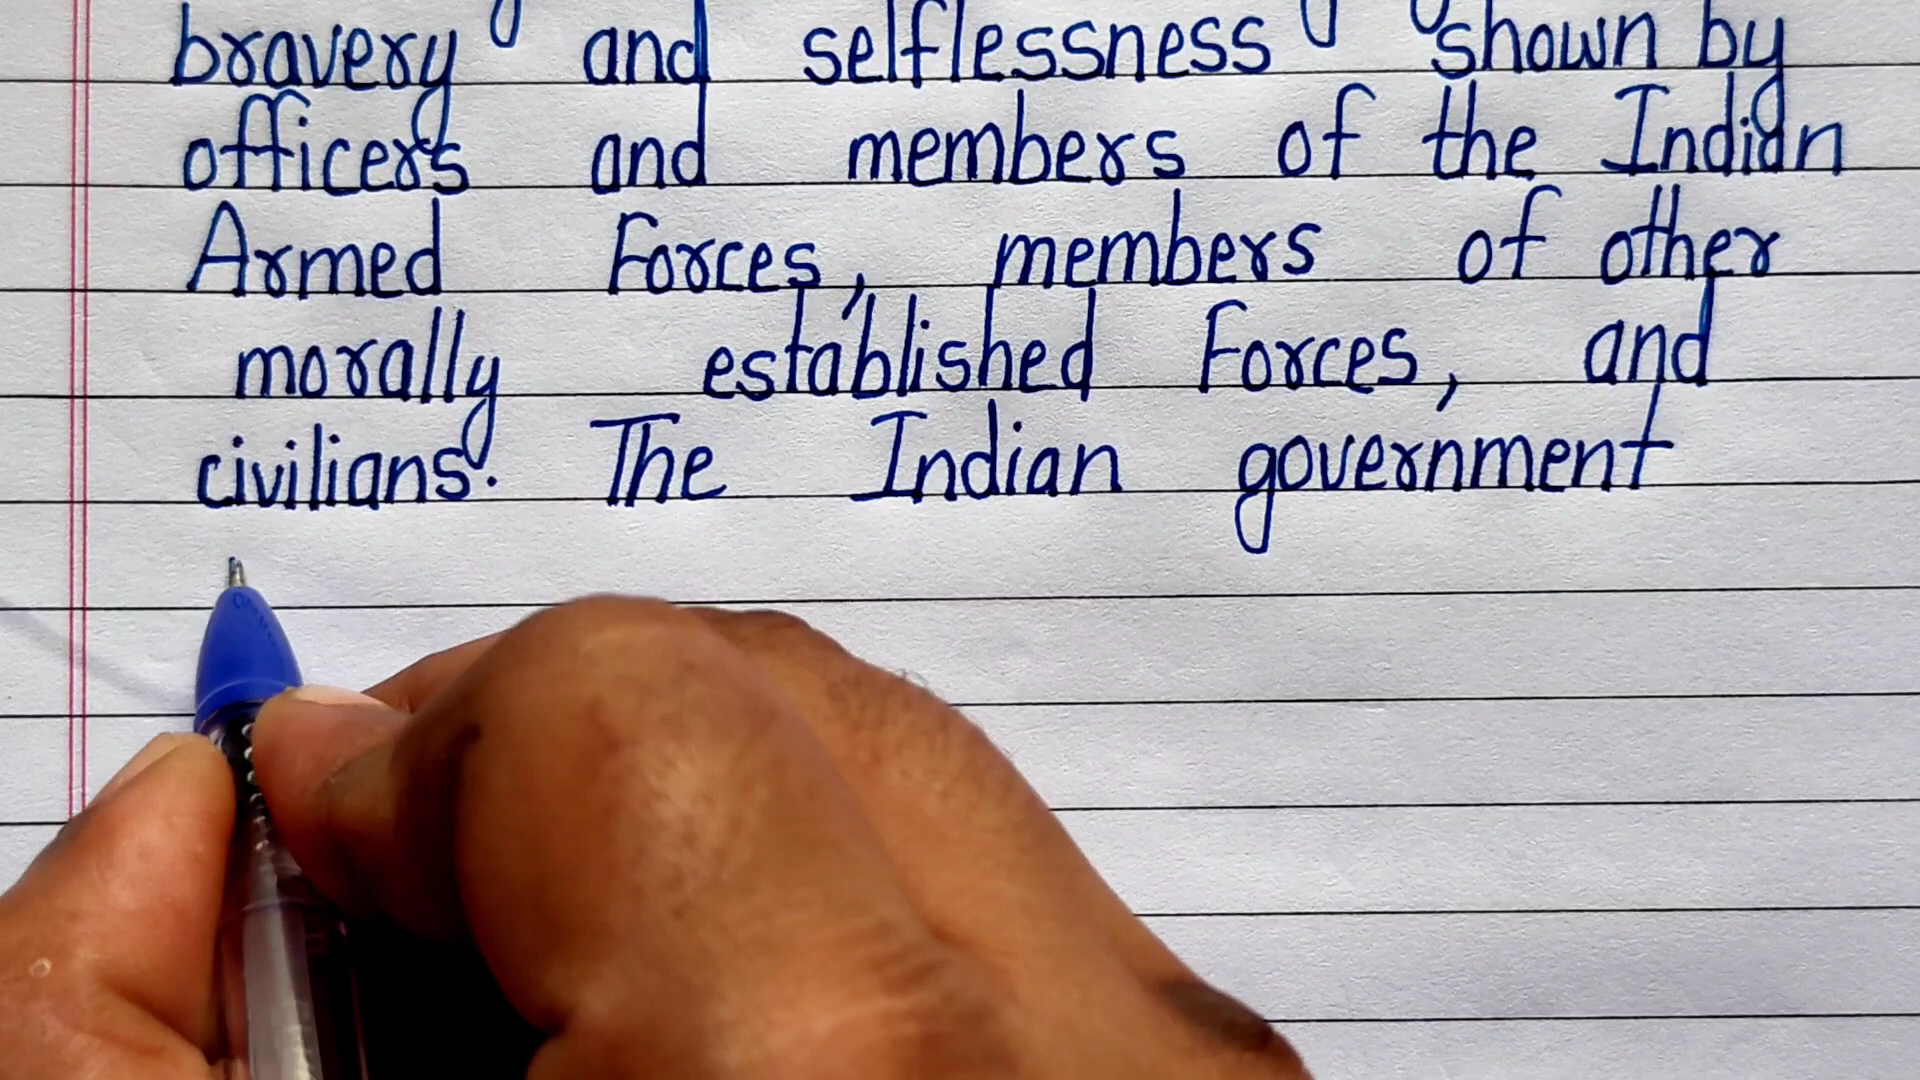 bravery and selflessness shown by
officers and members of the Indian
Armed Forces, members of other
morally established Forces, and
civilians. The Indian government